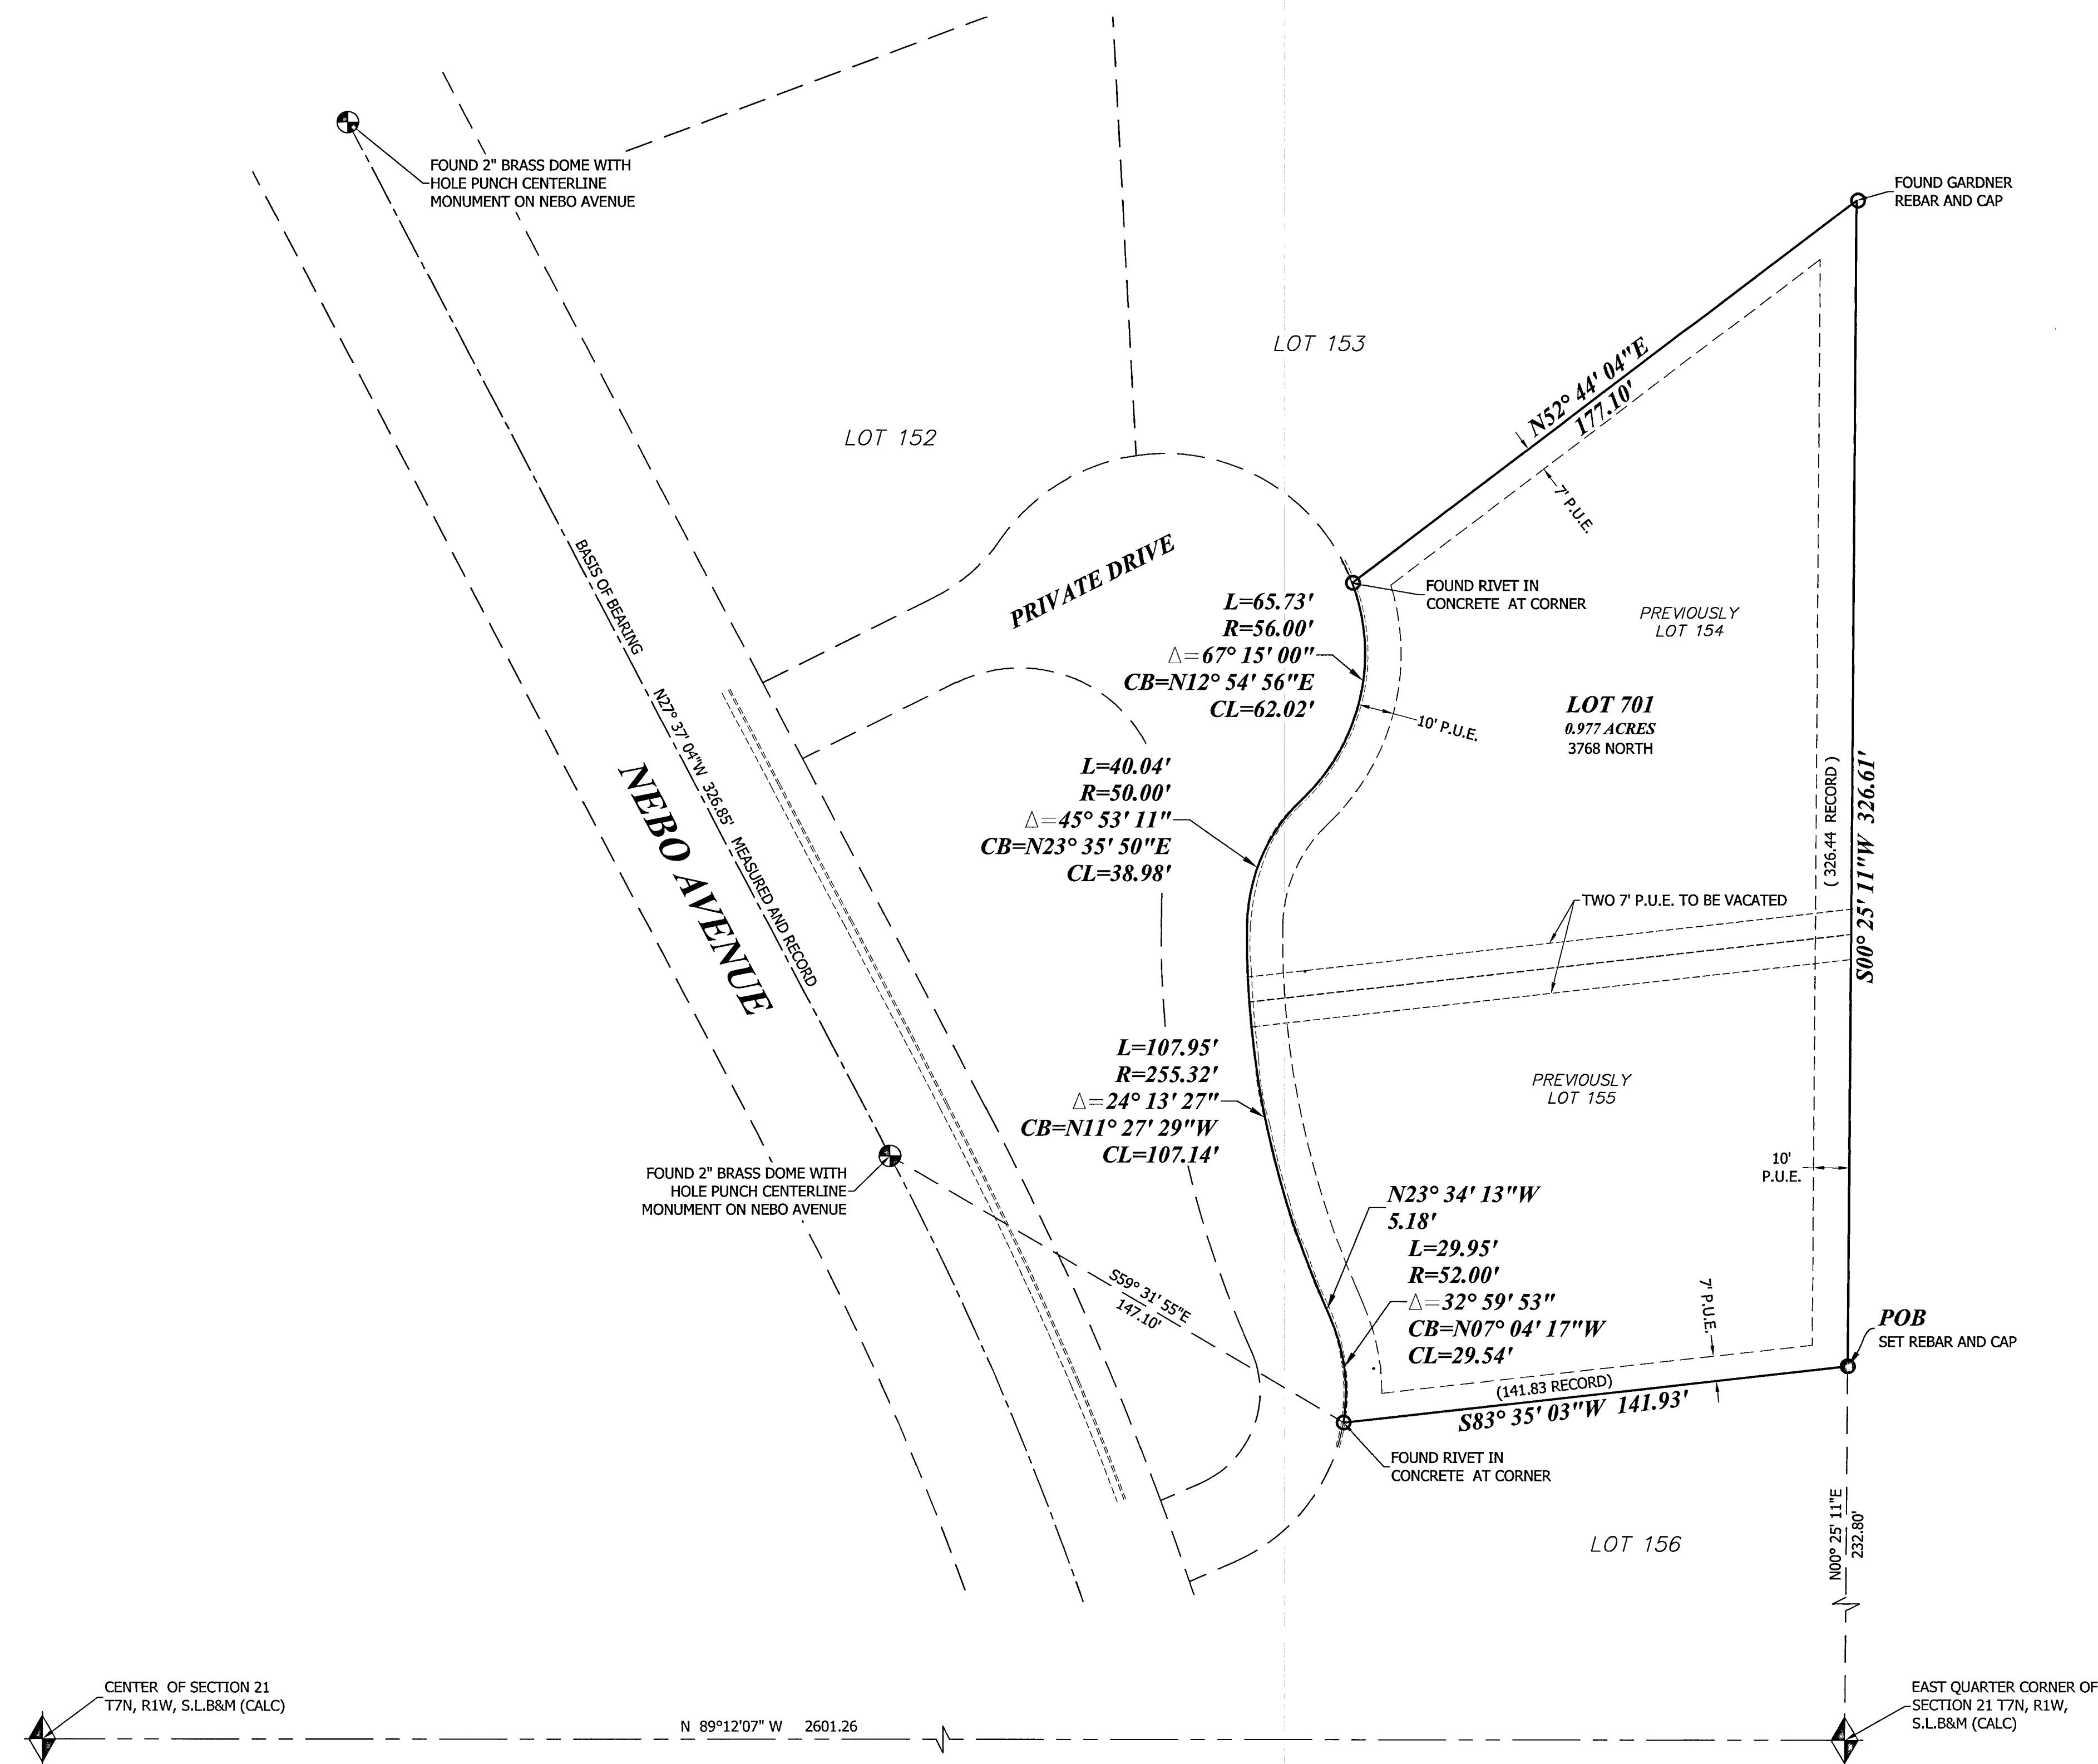 FOUND 2" BRASS DOME WITH
HOLE PUNCH CENTERLINE
MONUMENT ON NEBO AVENUE
FOUND GARDNER
REBAR AND CAP
LOT 153
LOT 152
N52° 44' 04"E
177.10'
7' P.U.E.
PRIVATE DRIVE
BASIS OF BEARING
N27° 37' 04"W 326.85' MEASURED AND RECORD
NEBO AVENUE
FOUND RIVET IN
CONCRETE AT CORNER
L=65.73'
R=56.00'
Δ=67° 15' 00"
CB=N12° 54' 56"E
CL=62.02'
10' P.U.E.
PREVIOUSLY
LOT 154
LOT 701
0.977 ACRES
3768 NORTH
L=40.04'
R=50.00'
Δ=45° 53' 11"
CB=N23° 35' 50"E
CL=38.98'
( 326.44 RECORD )
S00° 25' 11"W 326.61'
TWO 7' P.U.E. TO BE VACATED
L=107.95'
R=255.32'
Δ=24° 13' 27"
CB=N11° 27' 29"W
CL=107.14'
PREVIOUSLY
LOT 155
10'
P.U.E.
FOUND 2" BRASS DOME WITH
HOLE PUNCH CENTERLINE
MONUMENT ON NEBO AVENUE
N23° 34' 13"W
5.18'
L=29.95'
R=52.00'
Δ=32° 59' 53"
CB=N07° 04' 17"W
CL=29.54'
S59° 31' 55"E
147.10'
7' P.U.E.
POB
SET REBAR AND CAP
(141.83 RECORD)
S83° 35' 03"W 141.93'
FOUND RIVET IN
CONCRETE AT CORNER
LOT 156
N00° 25' 11"E
232.80'
CENTER OF SECTION 21
T7N, R1W, S.L.B&M (CALC)
N 89°12'07" W 2601.26
EAST QUARTER CORNER OF
SECTION 21 T7N, R1W,
S.L.B&M (CALC)